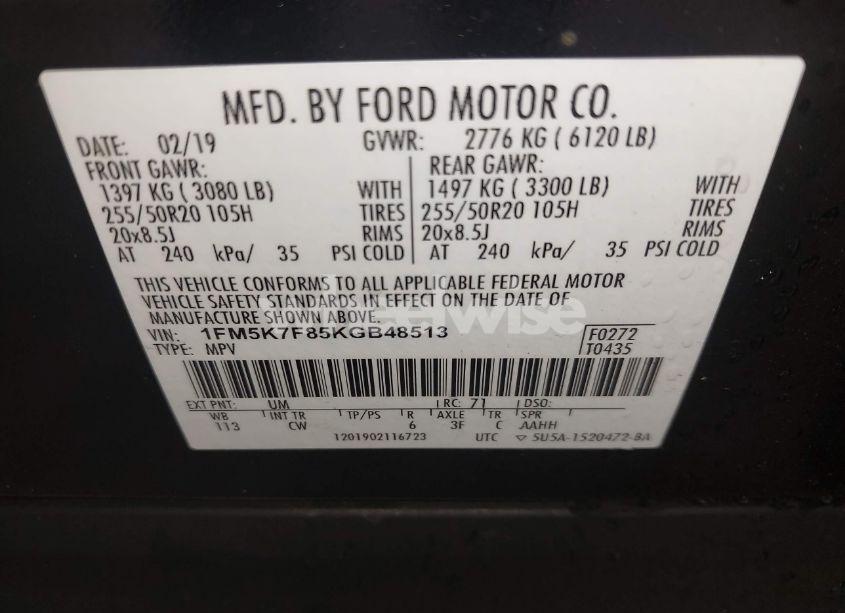 MFD. BY FORD MOTOR CO.
DATE: 02/19 GVWR: 2776 KG ( 6120 LB)
FRONT GAWR: REAR GAWR:
1397 KG ( 3080 LB) WITH 1497 KG ( 3300 LB) WITH
255/50R20 105H TIRES 255/50R20 105H TIRES
20x8.5J RIMS 20x8.5J RIMS
AT 240 kPa/ 35 PSI COLD AT 240 kPa/ 35 PSI COLD
THIS VEHICLE CONFORMS TO ALL APPLICABLE FEDERAL MOTOR
VEHICLE SAFETY STANDARDS IN EFFECT ON THE DATE OF
MANUFACTURE SHOWN ABOVE.
VIN: 1FM5K7F85KGB48513 F0272
TYPE: MPV T0435
EXT PNT: UM RC: 71 DSO:
WB INT TR TP/PS R AXLE TR SPR
113 CW 6 3F C AAHH
1201902116723 UTC ▽ 5U5A-1520472-BA